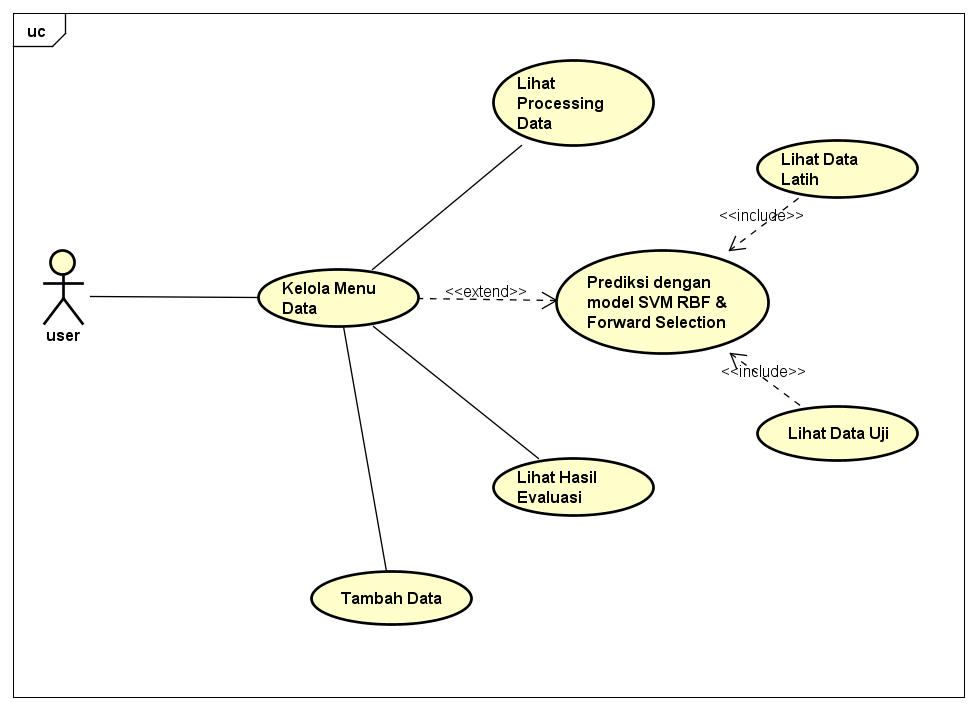 uc
Lihat
Processing
Data
Lihat Data
Latih
<<include>>
Prediksi dengan
model SVM RBF &
Forward Selection
<<extend>>
Kelola Menu
Data
user
<<include>>
Lihat Data Uji
Lihat Hasil
Evaluasi
Tambah Data